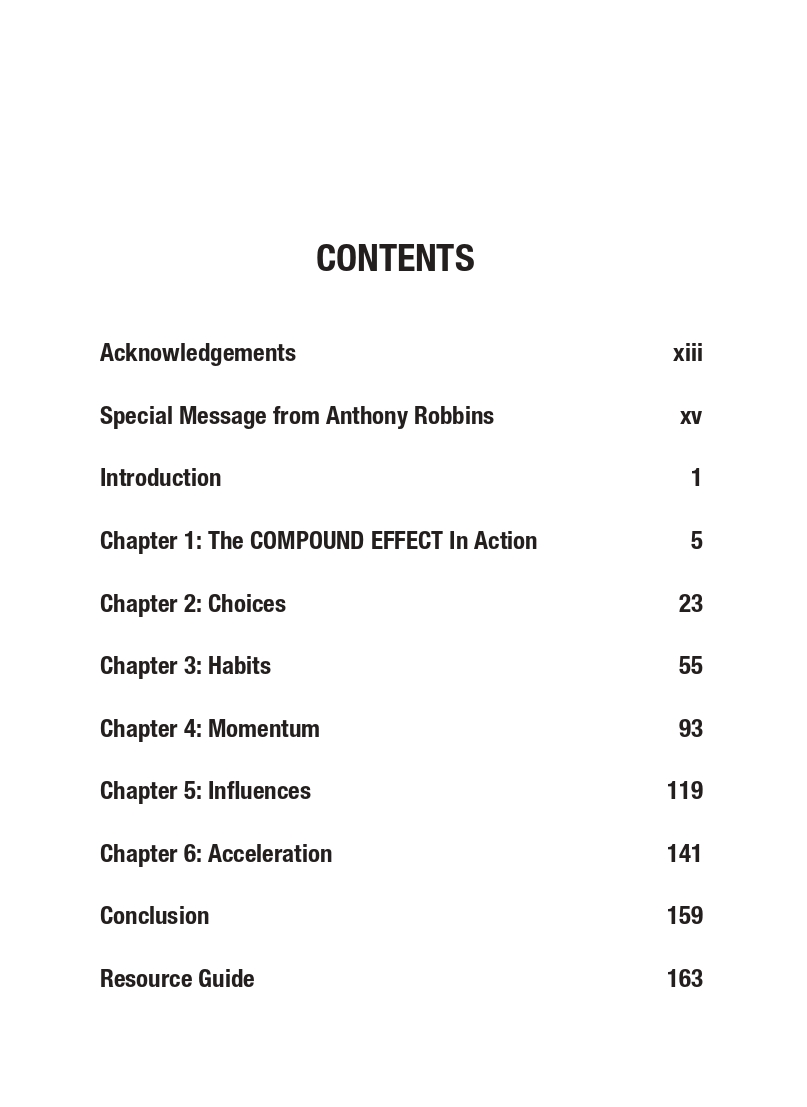 CONTENTS
Acknowledgements xiii
Special Message from Anthony Robbins xv
Introduction 1
Chapter 1: The COMPOUND EFFECT In Action 5
Chapter 2: Choices 23
Chapter 3: Habits 55
Chapter 4: Momentum 93
Chapter 5: Influences 119
Chapter 6: Acceleration 141
Conclusion 159
Resource Guide 163